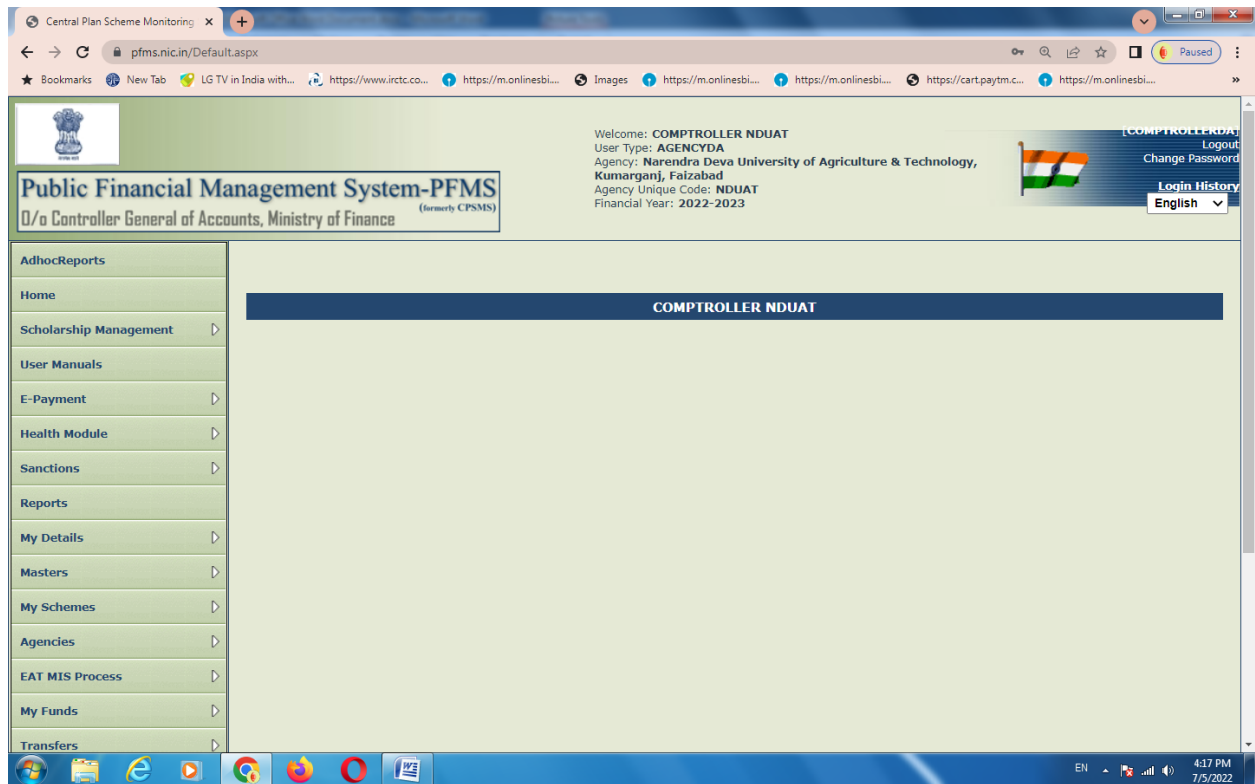 Central Plan Scheme Monitoring
pfms.nic.in/Default.aspx
Paused
Bookmarks New Tab LG TV in India with... https://www.irctc.co... https://m.onlinesbi.... Images https://m.onlinesbi.... https://m.onlinesbi.... https://cart.paytm.c... https://m.onlinesbi.... »
Public Financial Management System-PFMS
(formerly CPSMS)
O/o Controller General of Accounts, Ministry of Finance
Welcome: COMPTROLLER NDUAT
User Type: AGENCYDA
Agency: Narendra Deva University of Agriculture & Technology,
Kumarganj, Faizabad
Agency Unique Code: NDUAT
Financial Year: 2022-2023
[COMPTROLLERDA]
Logout
Change Password
Login History
English
AdhocReports
Home
Scholarship Management
User Manuals
E-Payment
Health Module
Sanctions
Reports
My Details
Masters
My Schemes
Agencies
EAT MIS Process
My Funds
Transfers
COMPTROLLER NDUAT
EN
4:17 PM
7/5/2022